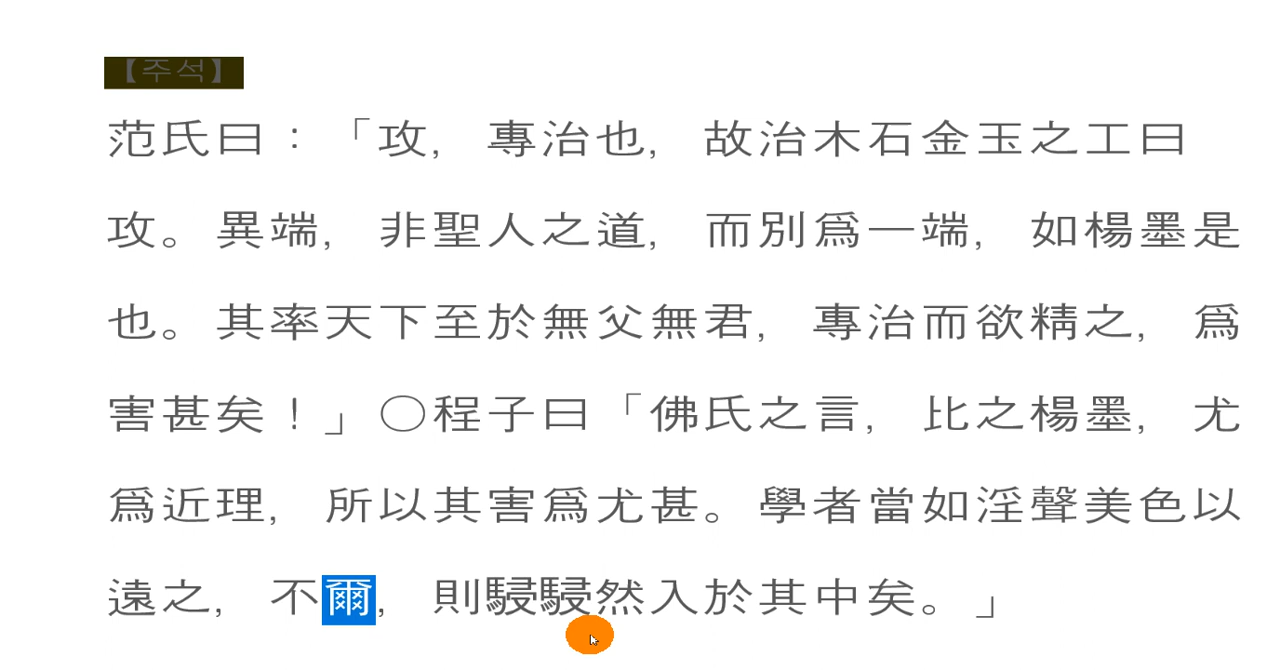 【주석】
范氏曰：「攻, 專治也, 故治木石金玉之工曰
攻。異端, 非聖人之道, 而別爲一端, 如楊墨是
也。其率天下至於無父無君, 專治而欲精之, 爲
害甚矣！」○程子曰「佛氏之言, 比之楊墨, 尤
爲近理, 所以其害爲尤甚。學者當如淫聲美色以
遠之, 不爾, 則駸駸然入於其中矣。」